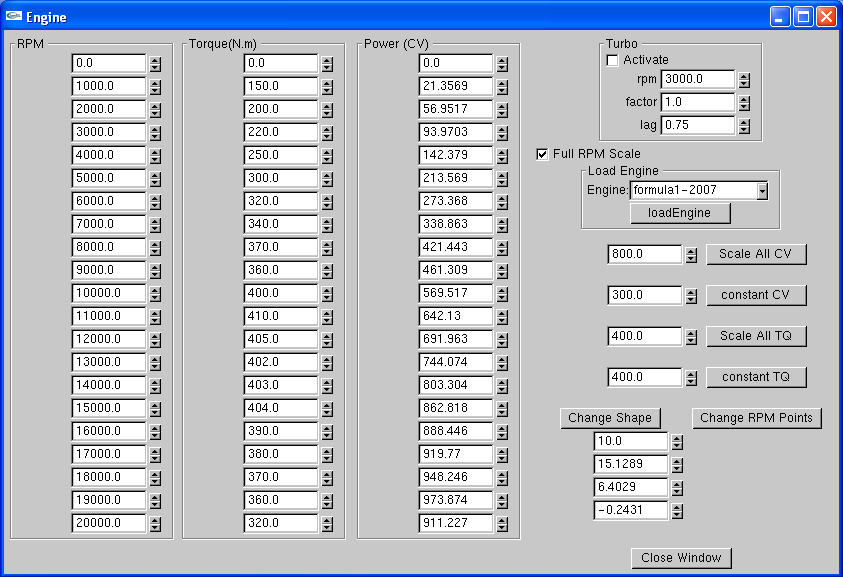 Engine
RPM Torque(N.m) Power (CV) Turbo
0.0 0.0 0.0 Activate
1000.0 150.0 21.3569 rpm 3000.0
2000.0 200.0 56.9517 factor 1.0
3000.0 220.0 93.9703 lag 0.75
4000.0 250.0 142.379 Full RPM Scale
5000.0 300.0 213.569 Load Engine
6000.0 320.0 273.368 Engine: formula1-2007
7000.0 340.0 338.863 loadEngine
8000.0 370.0 421.443 800.0 Scale All CV
9000.0 360.0 461.309
10000.0 400.0 569.517 300.0 constant CV
11000.0 410.0 642.13
12000.0 405.0 691.963 400.0 Scale All TQ
13000.0 402.0 744.074
14000.0 403.0 803.304 400.0 constant TQ
15000.0 404.0 862.818 Change Shape Change RPM Points
16000.0 390.0 888.446 10.0
17000.0 380.0 919.77 15.1289
18000.0 370.0 948.246 6.4029
19000.0 360.0 973.874 -0.2431
20000.0 320.0 911.227
Close Window